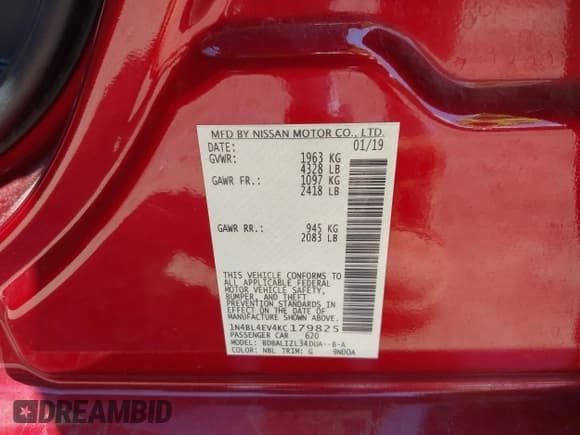 MFD BY NISSAN MOTOR CO., LTD.
DATE: 01/19
GVWR: 1963 KG
4328 LB
GAWR FR.: 1097 KG
2418 LB
GAWR RR.: 945 KG
2083 LB
THIS VEHICLE CONFORMS TO
ALL APPLICABLE FEDERAL
MOTOR VEHICLE SAFETY,
BUMPER, AND THEFT
PREVENTION STANDARDS IN
EFFECT ON THE DATE OF
MANUFACTURE SHOWN ABOVE.
1N4BL4EV4KC179825
PASSENGER CAR 620
MODEL: BDBALIZL34DUA--B-A
COLOR: NBL TRIM: G 9N00A
DREAMBID